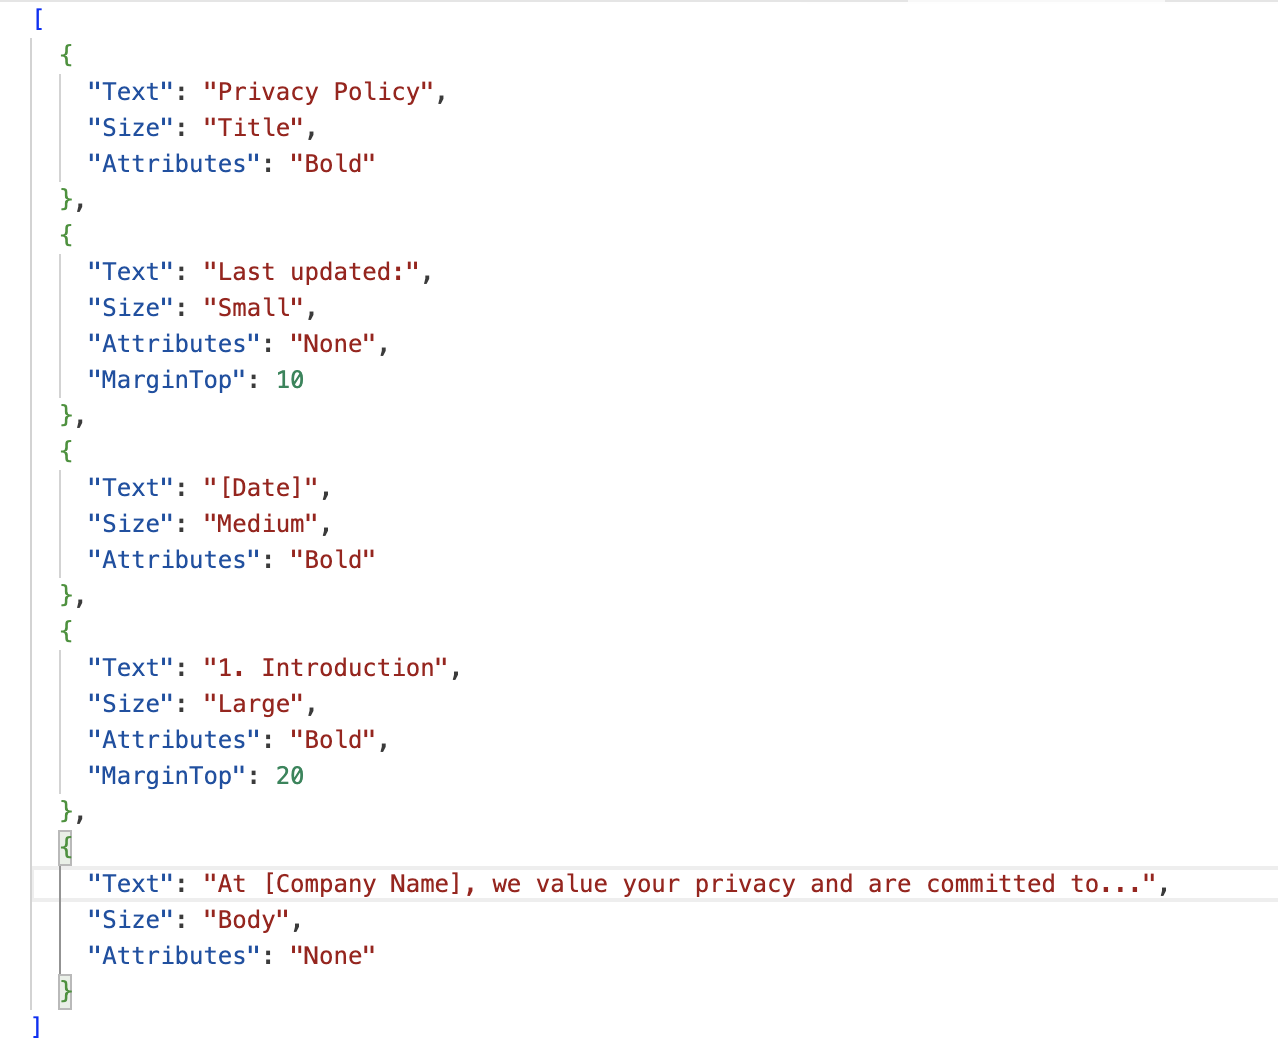 [
  {
    "Text": "Privacy Policy",
    "Size": "Title",
    "Attributes": "Bold"
  },
  {
    "Text": "Last updated:",
    "Size": "Small",
    "Attributes": "None",
    "MarginTop": 10
  },
  {
    "Text": "[Date]",
    "Size": "Medium",
    "Attributes": "Bold"
  },
  {
    "Text": "1. Introduction",
    "Size": "Large",
    "Attributes": "Bold",
    "MarginTop": 20
  },
  {
    "Text": "At [Company Name], we value your privacy and are committed to...",
    "Size": "Body",
    "Attributes": "None"
  }
]